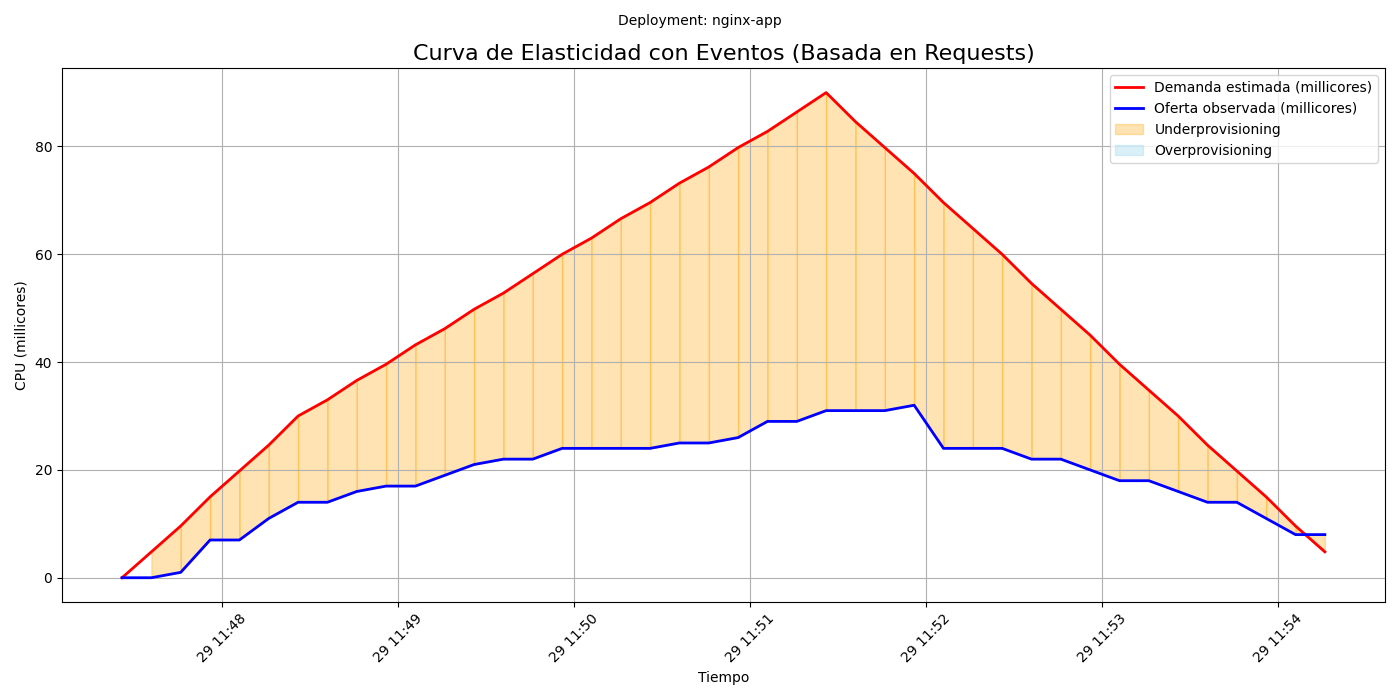 Deployment: nginx-app
Curva de Elasticidad con Eventos (Basada en Requests)
Demanda estimada (millicores)
Oferta observada (millicores)
Underprovisioning
Overprovisioning
CPU (millicores)
80
60
40
20
0
29 11:48
29 11:49
29 11:50
29 11:51
29 11:52
29 11:53
29 11:54
Tiempo